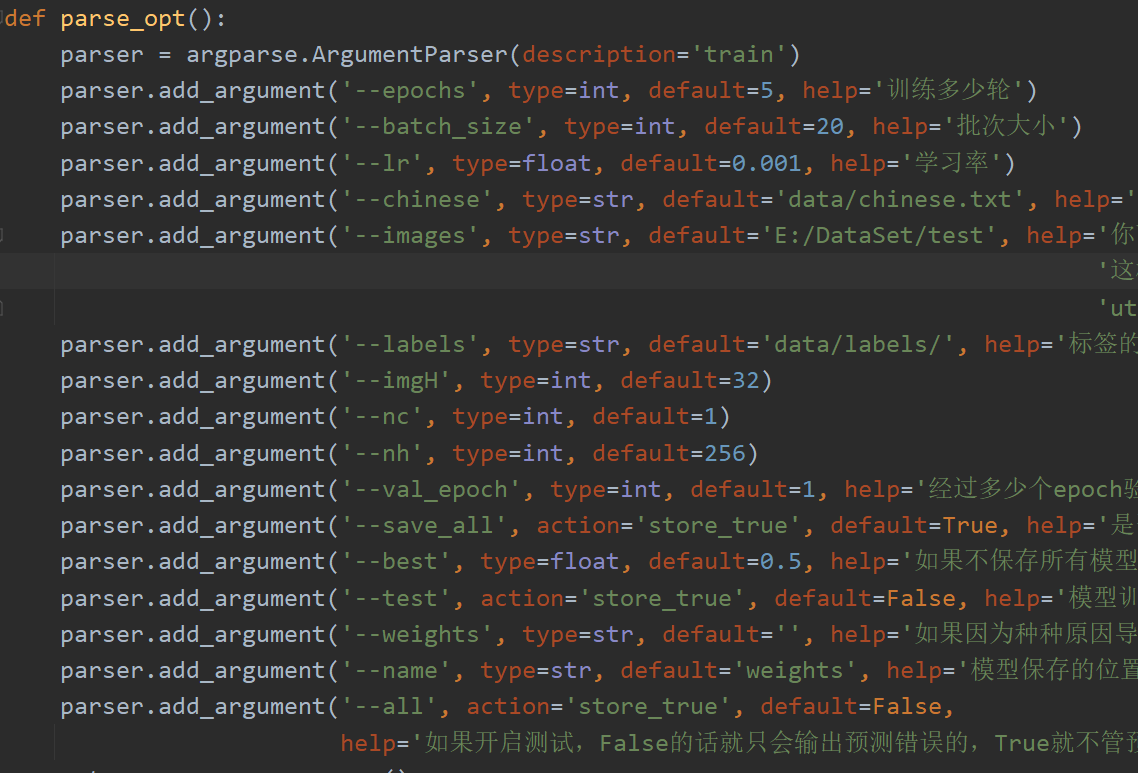 def parse_opt():
parser = argparse.ArgumentParser(description='train')
parser.add_argument('--epochs', type=int, default=5, help='训练多少轮')
parser.add_argument('--batch_size', type=int, default=20, help='批次大小')
parser.add_argument('--lr', type=float, default=0.001, help='学习率')
parser.add_argument('--chinese', type=str, default='data/chinese.txt', help='
parser.add_argument('--images', type=str, default='E:/DataSet/test', help='你
'这
'ut
parser.add_argument('--labels', type=str, default='data/labels/', help='标签的
parser.add_argument('--imgH', type=int, default=32)
parser.add_argument('--nc', type=int, default=1)
parser.add_argument('--nh', type=int, default=256)
parser.add_argument('--val_epoch', type=int, default=1, help='经过多少个epoch验
parser.add_argument('--save_all', action='store_true', default=True, help='是
parser.add_argument('--best', type=float, default=0.5, help='如果不保存所有模型
parser.add_argument('--test', action='store_true', default=False, help='模型训
parser.add_argument('--weights', type=str, default='', help='如果因为种种原因导
parser.add_argument('--name', type=str, default='weights', help='模型保存的位置
parser.add_argument('--all', action='store_true', default=False,
help='如果开启测试，False的话就只会输出预测错误的，True就不管预